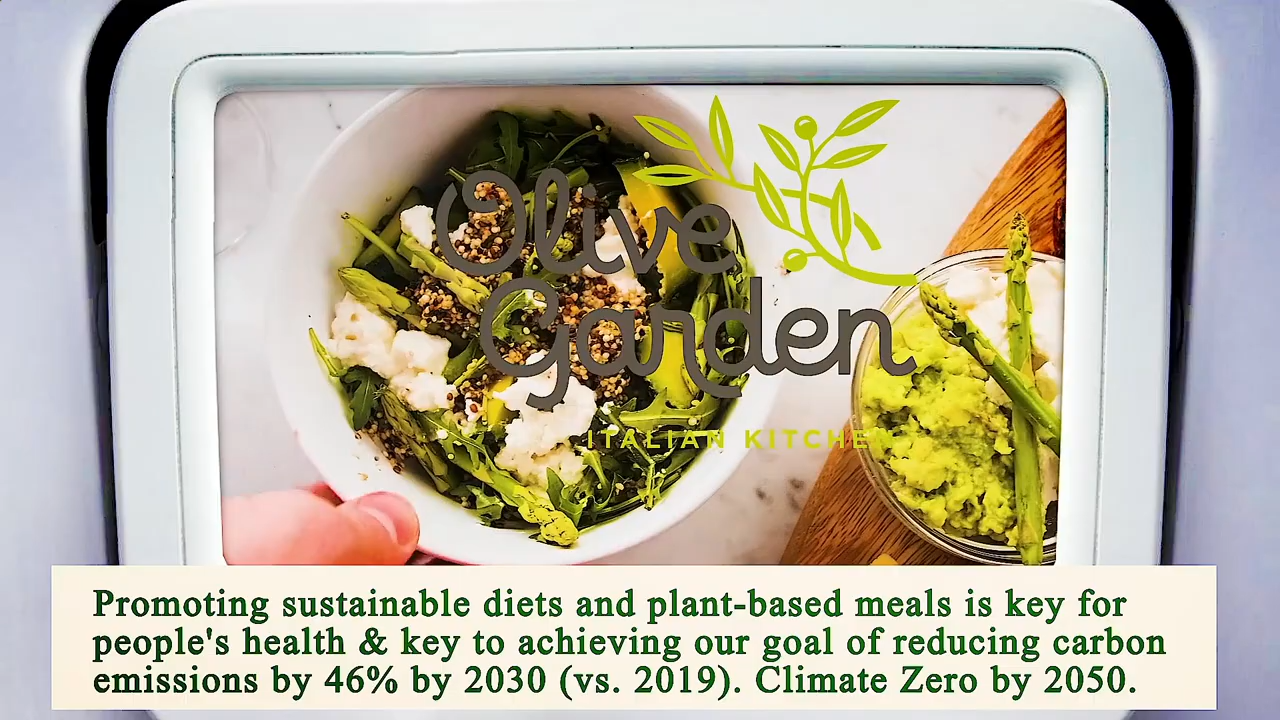 Olive
Garden
ITALIAN KITCHEN
Promoting sustainable diets and plant-based meals is key for
people's health & key to achieving our goal of reducing carbon
emissions by 46% by 2030 (vs. 2019). Climate Zero by 2050.